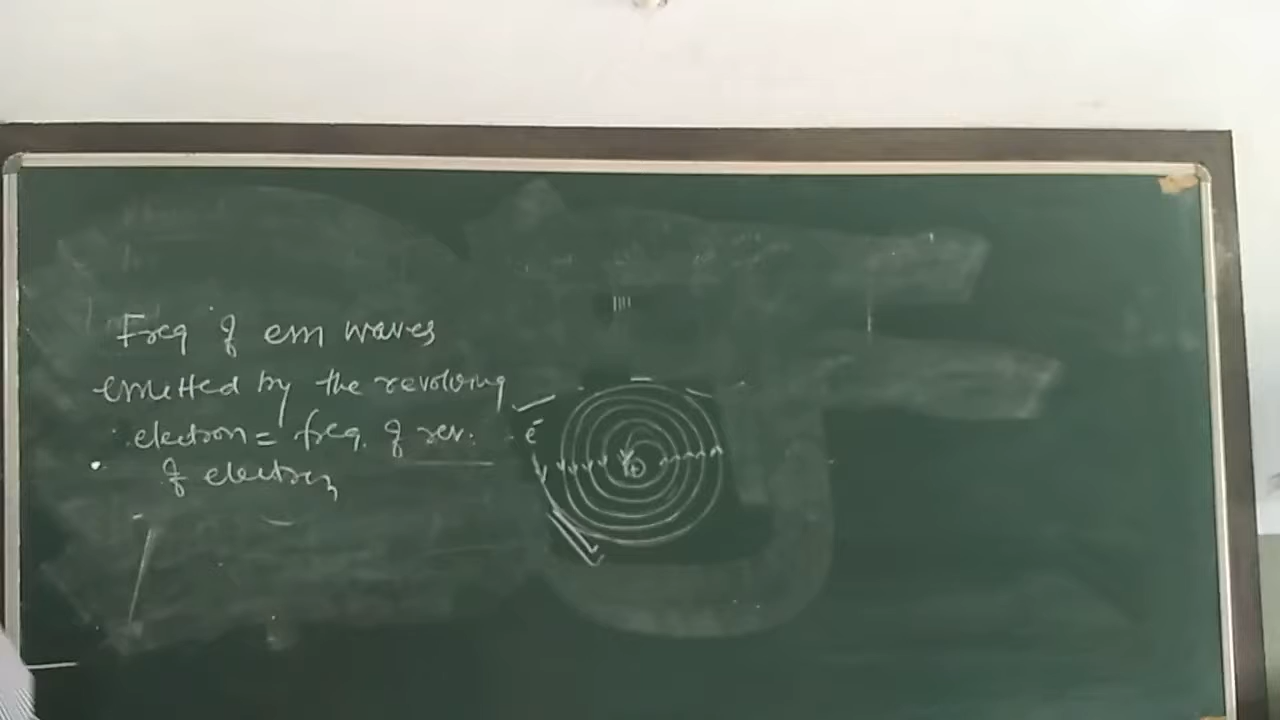 Freq of em waves
emitted by the revolving
electron = freq. of rev.
of electron
e⁻